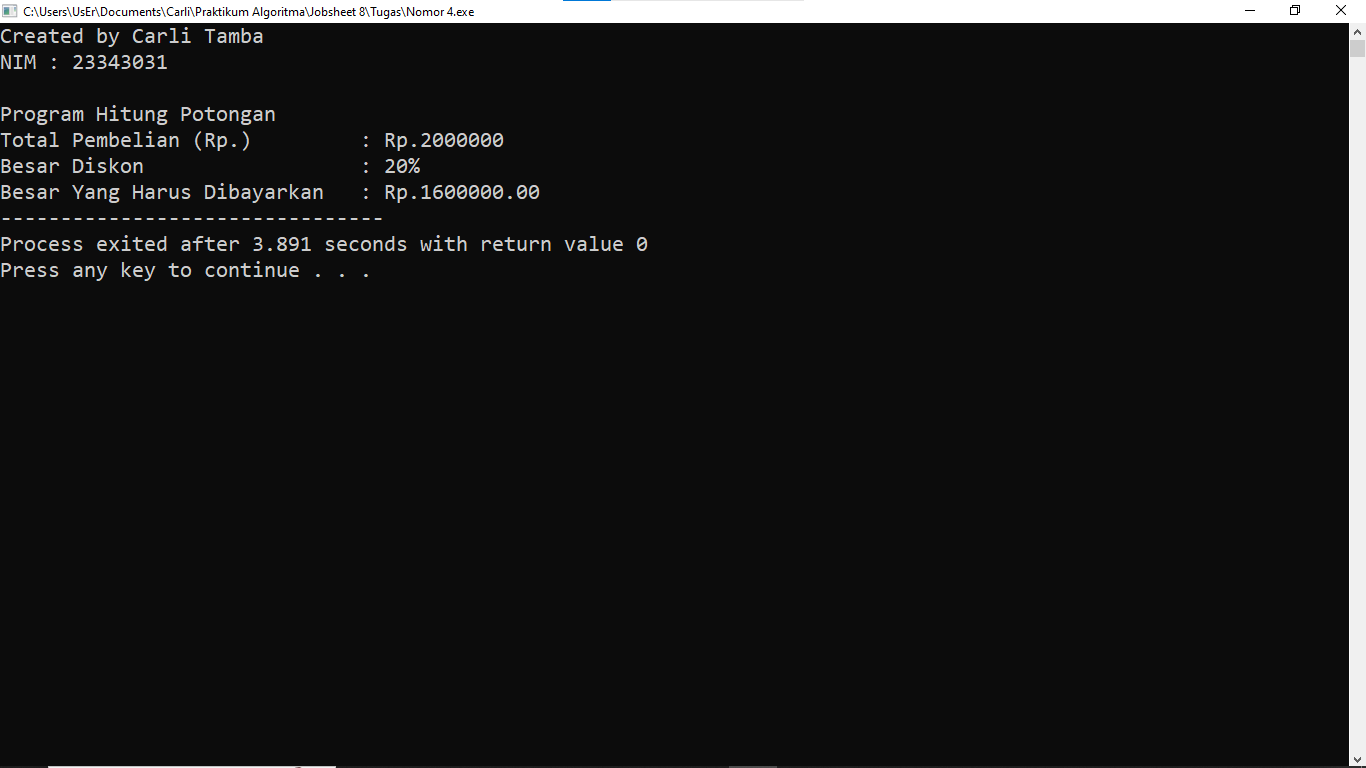 C:\Users\UsEr\Documents\Carli\Praktikum Algoritma\Jobsheet 8\Tugas\Nomor 4.exe
Created by Carli Tamba
NIM : 23343031
Program Hitung Potongan
Total Pembelian (Rp.)         : Rp.2000000
Besar Diskon                  : 20%
Besar Yang Harus Dibayarkan   : Rp.1600000.00
--------------------------------
Process exited after 3.891 seconds with return value 0
Press any key to continue . . .